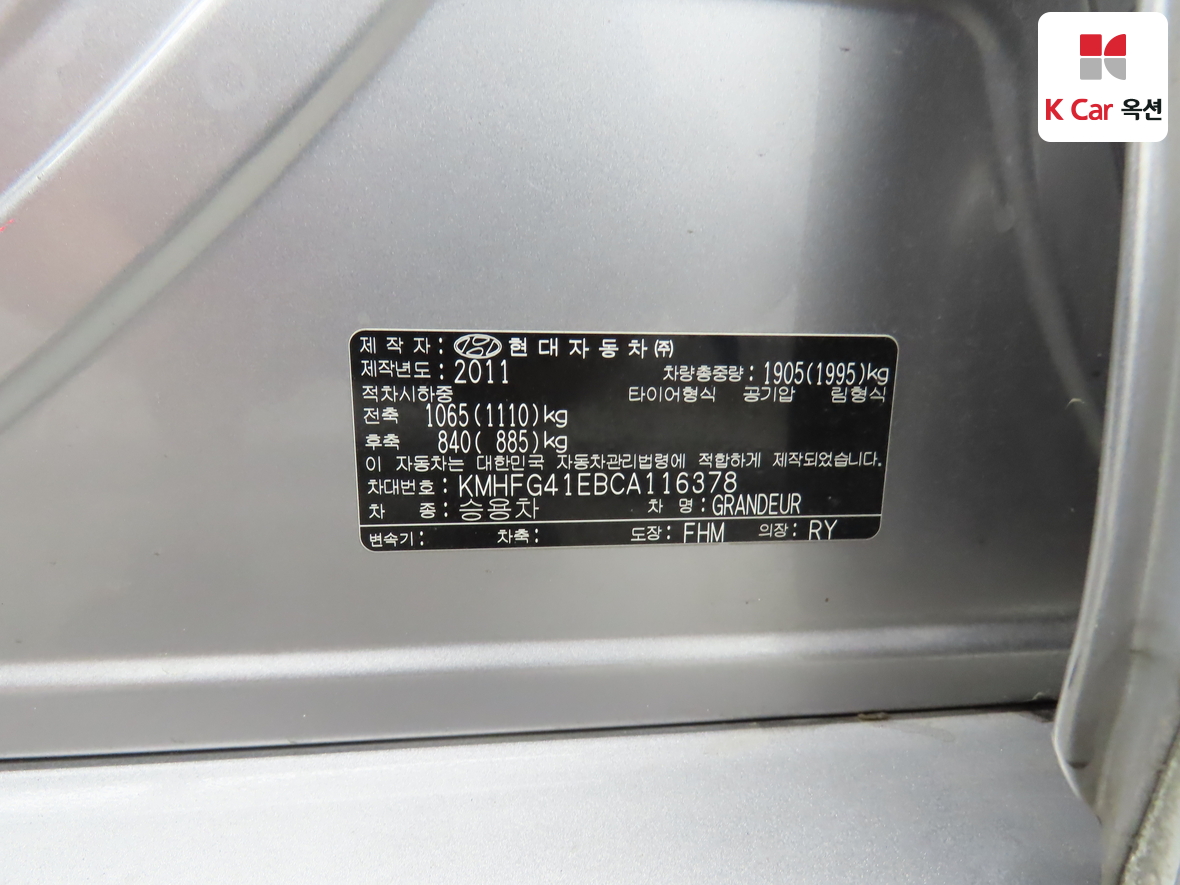 K Car 옥션
제 작 자 : 현 대 자 동 차 ㈜
제작년도 : 2011 차량총중량 : 1905(1995)kg
적차시하중 타이어형식 공기압 림형식
전축 1065(1110)kg
후축 840( 885)kg
이 자동차는 대한민국 자동차관리법령에 적합하게 제작되었습니다.
차대번호 : KMHFG41EBCA116378
차 종 : 승용차 차 명 : GRANDEUR
변속기 : 차축 : 도장 : FHM 의장 : RY